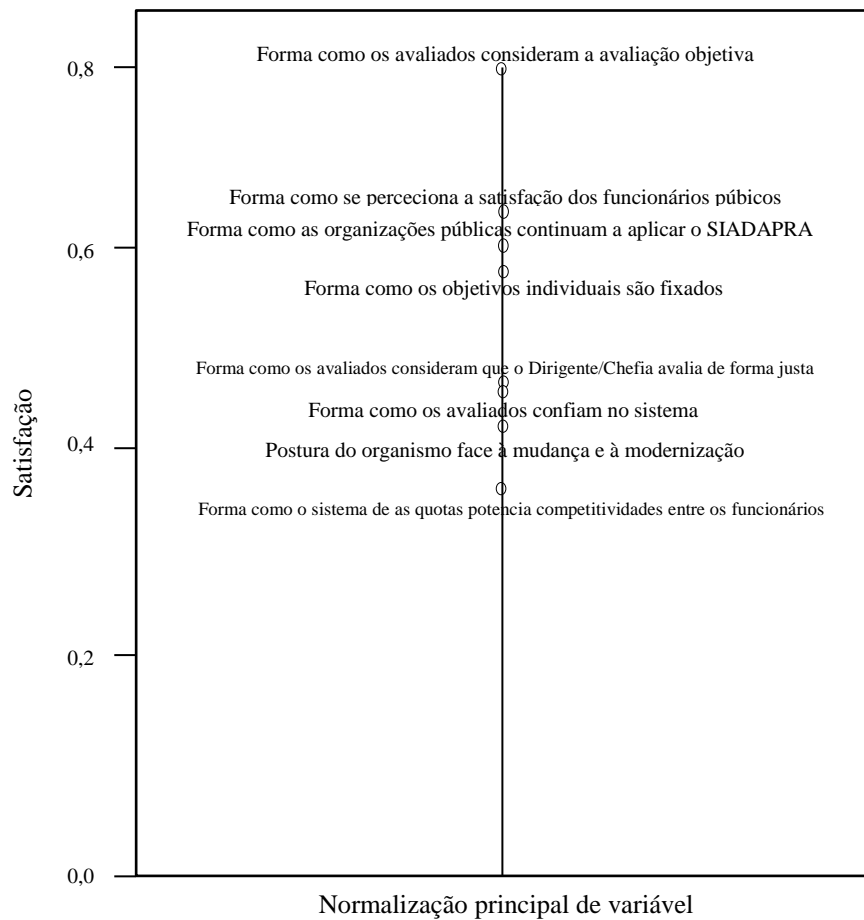 0,8
Forma como os avaliados consideram a avaliação objetiva
Forma como se perceciona a satisfação dos funcionários púbicos
Forma como as organizações públicas continuam a aplicar o SIADAPRA
0,6
Forma como os objetivos individuais são fixados
Forma como os avaliados consideram que o Dirigente/Chefia avalia de forma justa
Forma como os avaliados confiam no sistema
0,4
Postura do organismo face à mudança e à modernização
Forma como o sistema de as quotas potencia competitividades entre os funcionários
Satisfação
0,2
0,0
Normalização principal de variável